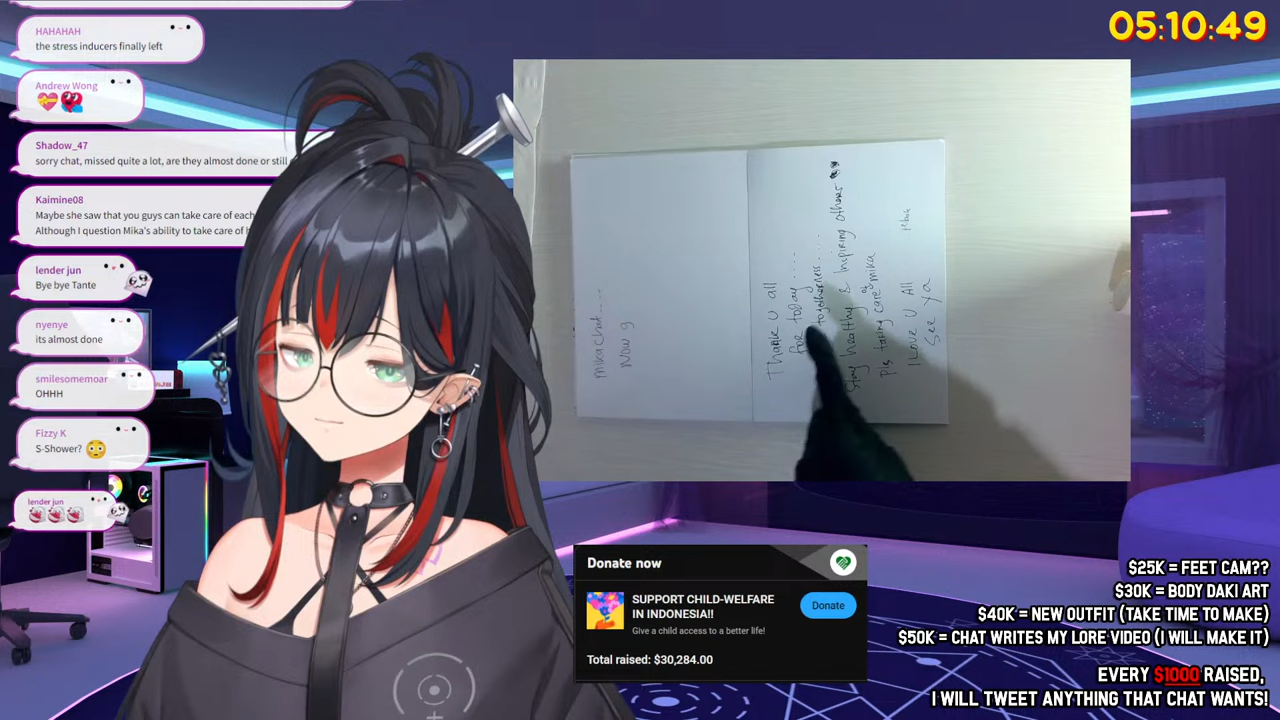 HAHAHAH
the stress inducers finally left
Andrew Wong
Shadow_47
sorry chat, missed quite a lot, are they almost done or still
Kaimine08
Maybe she saw that you guys can take care of each
Although I question Mika's ability to take care of
lender jun
Bye bye Tante
nyenye
its almost done
smilesomemoar
OHHH
Fizzy K
S-Shower?
lender jun
05:10:49
Mika Chat....
Now 9
Thank U all
for today ....
togetherness ....
Stay healthy & Inspiring others
Pls taking care of mika
I Love U All
See Ya
Donate now
SUPPORT CHILD-WELFARE
IN INDONESIA!!
Give a child access to a better life!
Donate
Total raised: $30,284.00
$25K = FEET CAM??
$30K = BODY DAKI ART
$40K = NEW OUTFIT (TAKE TIME TO MAKE)
$50K = CHAT WRITES MY LORE VIDEO (I WILL MAKE IT)
EVERY $1000 RAISED,
I WILL TWEET ANYTHING THAT CHAT WANTS!